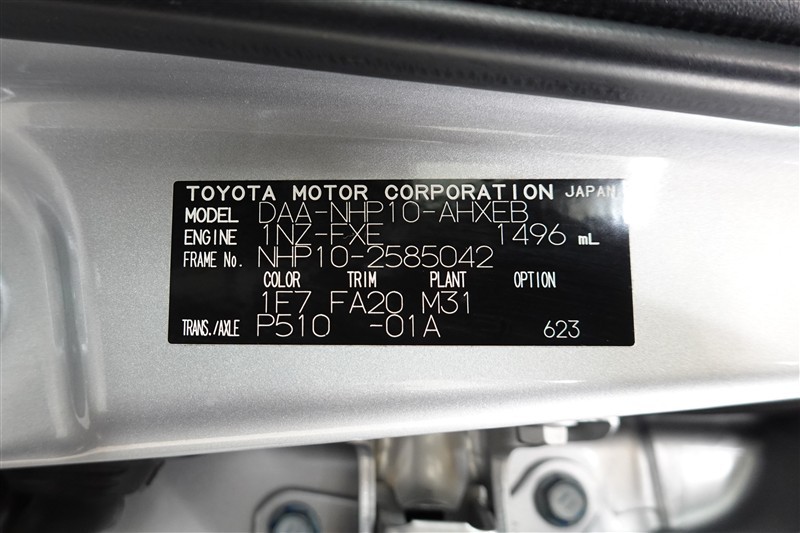 TOYOTA MOTOR CORPORATION JAPAN
MODEL DAA-NHP10-AHXEB
ENGINE 1NZ-FXE 1496 mL
FRAME No. NHP10-2585042
COLOR TRIM PLANT OPTION
1F7 FA20 M31
TRANS./AXLE P510 -01A 623